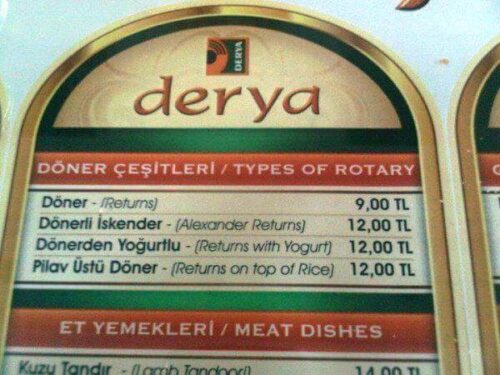 DERYA
derya
DÖNER ÇEŞİTLERİ / TYPES OF ROTARY
Döner - (Returns) 9,00 TL
Dönerli İskender - (Alexander Returns) 12,00 TL
Dönerden Yoğurtlu - (Returns with Yogurt) 12,00 TL
Pilav Üstü Döner - (Returns on top of Rice) 12,00 TL
ET YEMEKLERİ / MEAT DISHES
Kuzu Tandır - (Lamb Tandoori) 14,00 TL